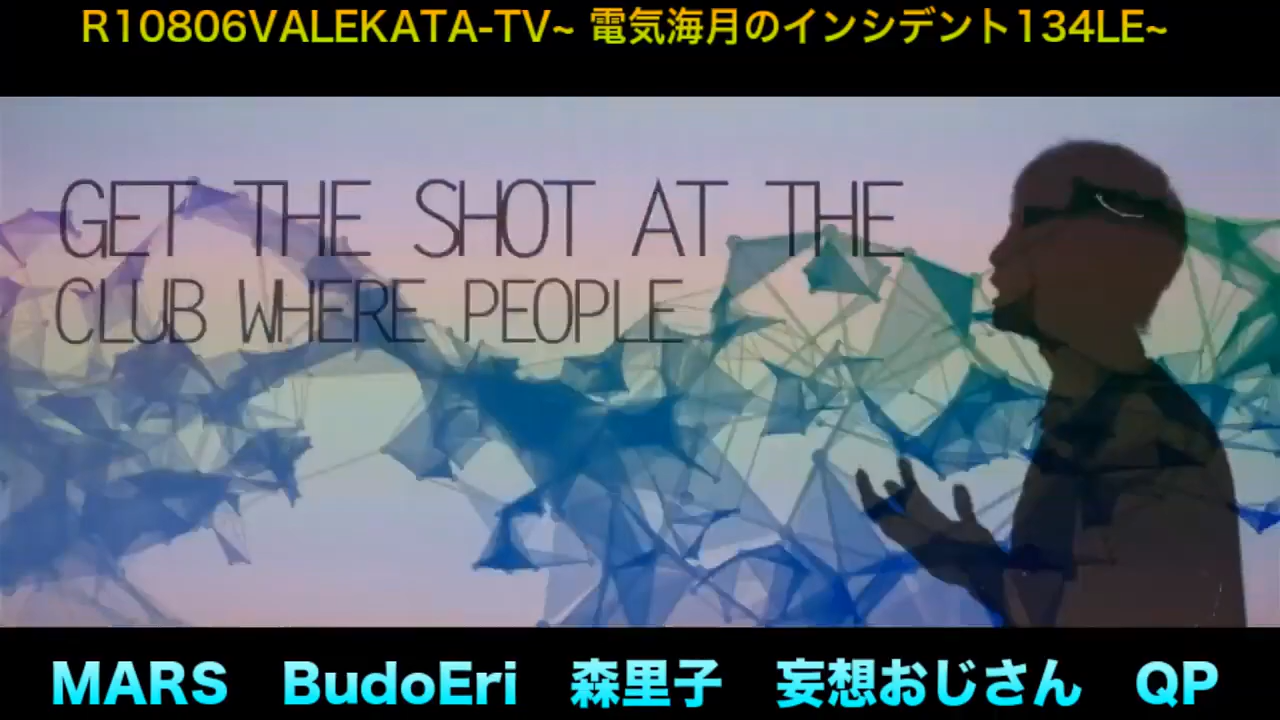 R10806VALEKATA-TV~ 電気海月のインシデント134LE~
GET THE SHOT AT THE
CLUB WHERE PEOPLE
MARS　BudoEri　森里子　妄想おじさん　QP